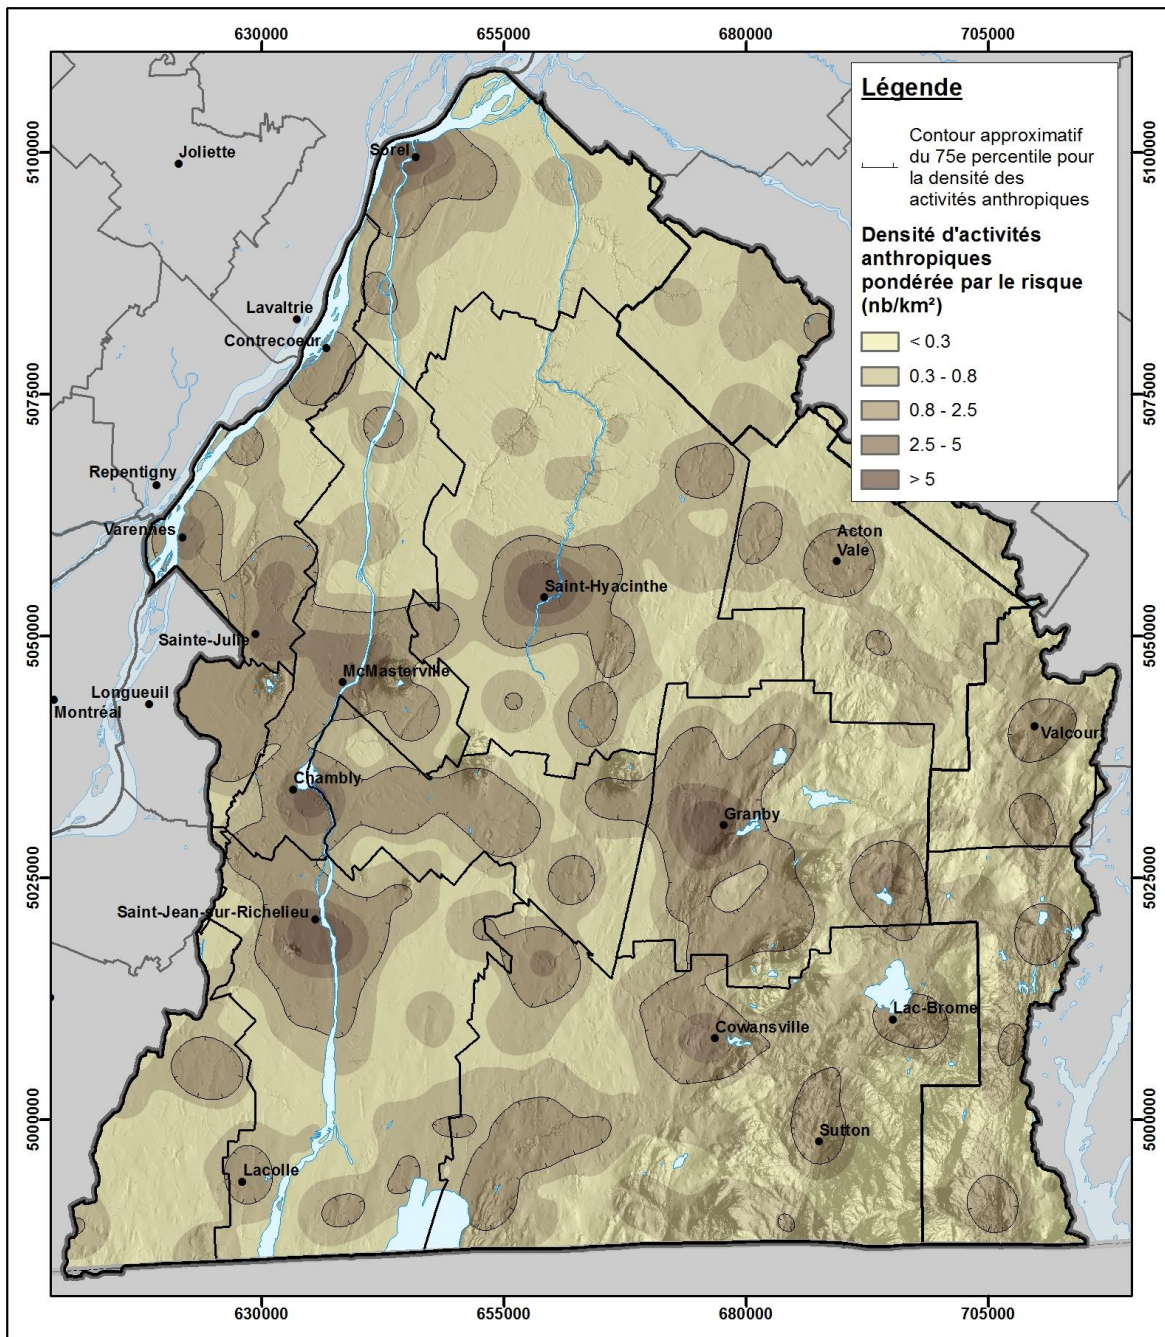 630000
655000
680000
705000
5100000
5100000
Légende
Contour approximatif
du 75e percentile pour
la densité des
activités anthropiques
Densité d'activités
anthropiques
pondérée par le risque
(nb/km²)
< 0.3
0.3 - 0.8
0.8 - 2.5
2.5 - 5
> 5
Joliette
Sorel
Lavaltrie
Contrecoeur
5075000
5075000
Repentigny
Varennes
Acton
Vale
Saint-Hyacinthe
5050000
5050000
Sainte-Julie
McMasterville
Longueuil
Montréal
Valcourt
Chambly
Granby
5025000
5025000
Saint-Jean-sur-Richelieu
Lac-Brome
Cowansville
5000000
5000000
Sutton
Lacolle
630000
655000
680000
705000